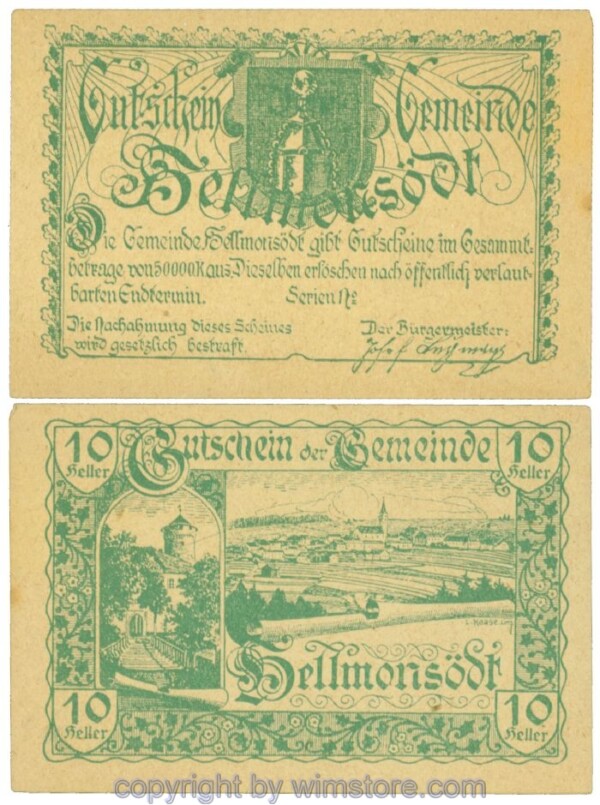 Gutschein Gemeinde
Hellmonsödt
Die Gemeinde Hellmonsödt gibt Gutscheine im Gesammt-
betrage von 50000 K aus. Dieselben erlöschen nach öffentlich verlaut-
barten Endtermin. Serien No
Die Nachahmung dieses Scheines
wird gesetzlich bestraft.
Der Bürgermeister:
Josef
10 Heller
Gutschein der Gemeinde
10 Heller
Hellmonsödt
10 Heller
10 Heller
copyright by wimstore.com